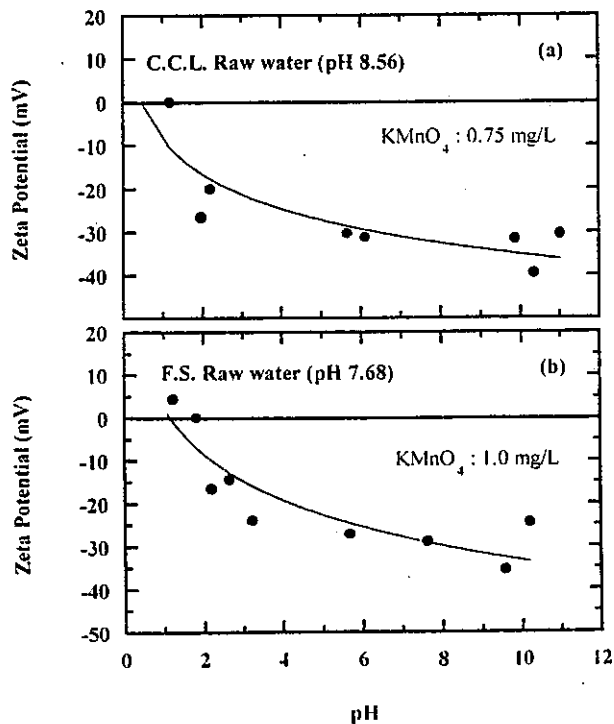 20
10
0
-10
-20
-30
-40
Zeta Potential (mV)
C.C.L. Raw water (pH 8.56)
(a)
KMnO4 : 0.75 mg/L
20
10
0
-10
-20
-30
-40
-50
Zeta Potential (mV)
F.S. Raw water (pH 7.68)
(b)
KMnO4 : 1.0 mg/L
0 2 4 6 8 10 12
pH